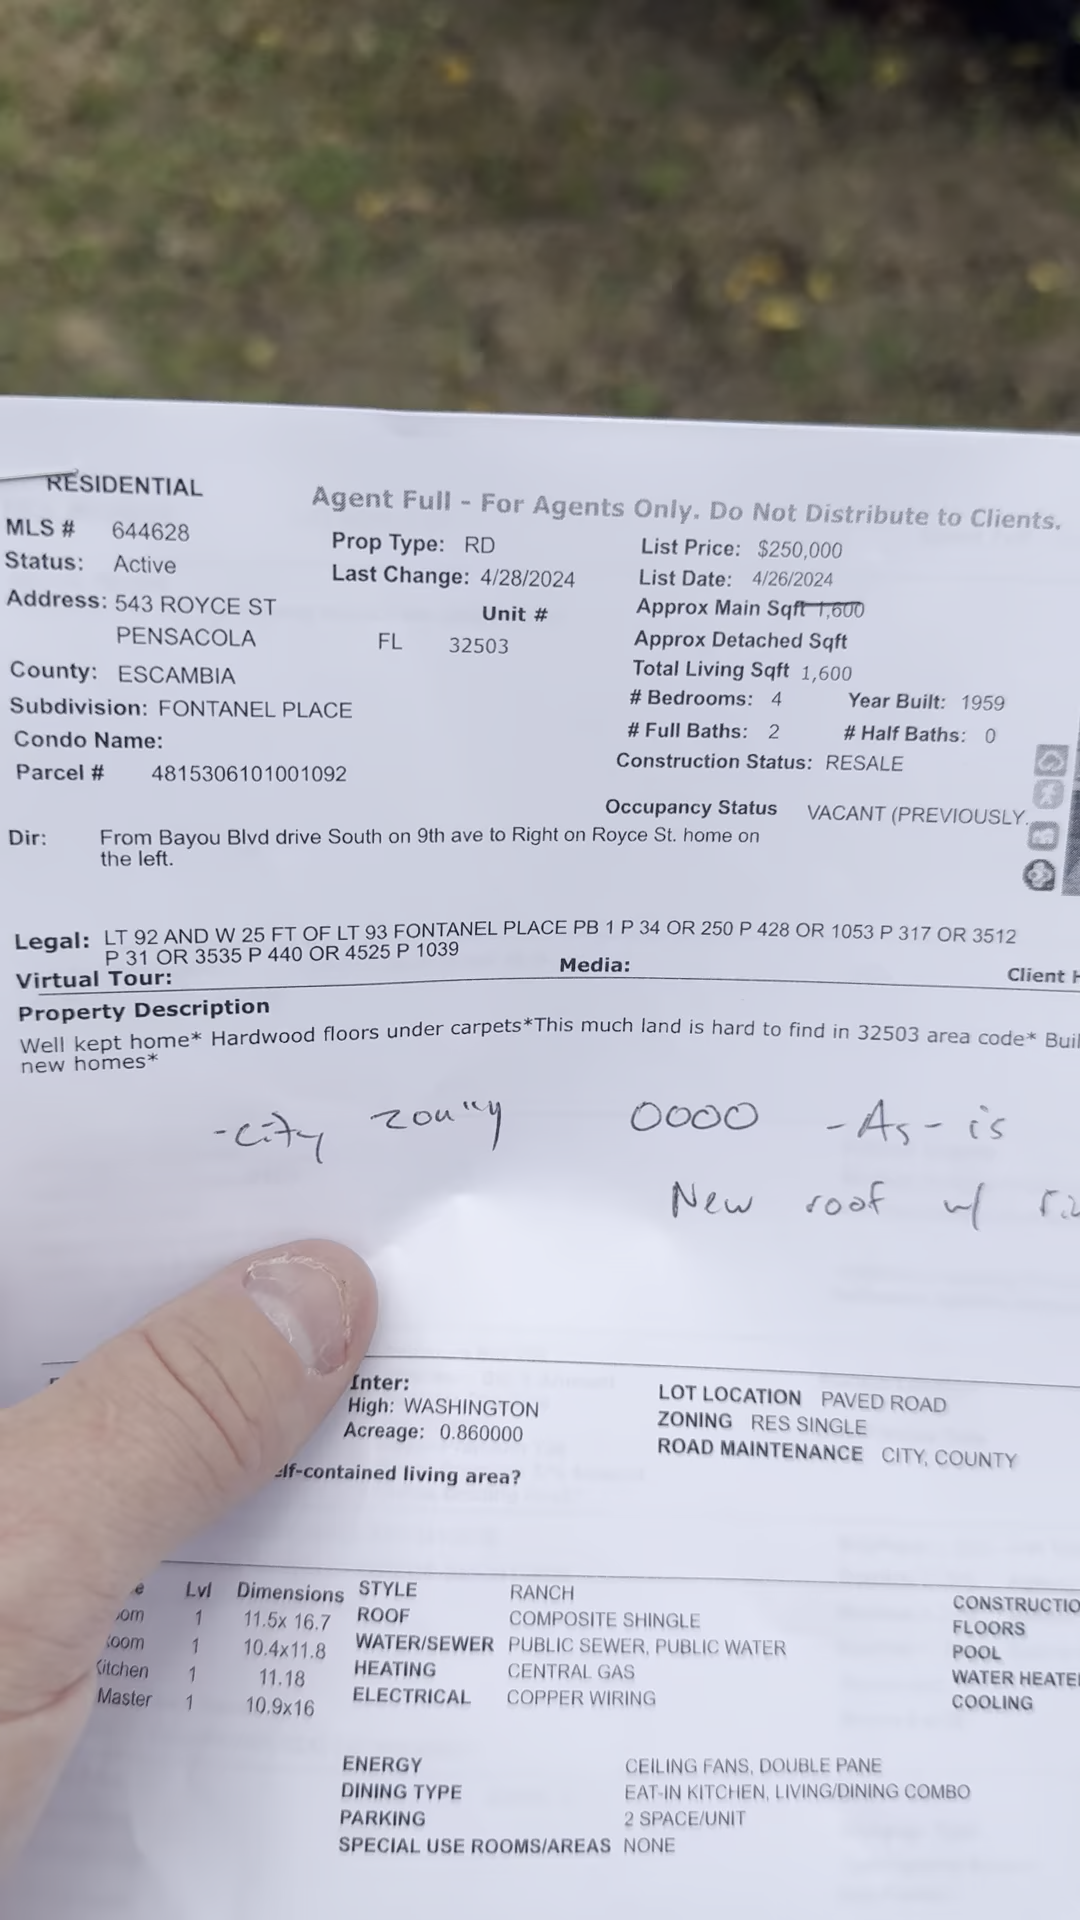 RESIDENTIAL
Agent Full - For Agents Only. Do Not Distribute to Clients.
MLS # 644628
Prop Type: RD
List Price: $250,000
Status: Active
Last Change: 4/28/2024
List Date: 4/26/2024
Address: 543 ROYCE ST
Unit #
Approx Main Sqft 1,600
PENSACOLA FL 32503
Approx Detached Sqft
County: ESCAMBIA
Total Living Sqft 1,600
Subdivision: FONTANEL PLACE
# Bedrooms: 4 Year Built: 1959
Condo Name:
# Full Baths: 2 # Half Baths: 0
Parcel # 4815306101001092
Construction Status: RESALE
Occupancy Status VACANT (PREVIOUSLY.
Dir: From Bayou Blvd drive South on 9th ave to Right on Royce St. home on
the left.
Legal: LT 92 AND W 25 FT OF LT 93 FONTANEL PLACE PB 1 P 34 OR 250 P 428 OR 1053 P 317 OR 3512
P 31 OR 3535 P 440 OR 4525 P 1039
Virtual Tour: Media: Client
Property Description
Well kept home* Hardwood floors under carpets*This much land is hard to find in 32503 area code*
new homes*
- City 0000 - As - is
New roof w/
Inter:
High: WASHINGTON
Acreage: 0.860000
LOT LOCATION PAVED ROAD
ZONING RES SINGLE
ROAD MAINTENANCE CITY, COUNTY
elf-contained living area?
Lvl Dimensions STYLE RANCH CONSTRUCTIO
oom 1 11.5x 16.7 ROOF COMPOSITE SHINGLE FLOORS
oom 1 10.4x11.8 WATER/SEWER PUBLIC SEWER, PUBLIC WATER POOL
Kitchen 1 11.18 HEATING CENTRAL GAS WATER HEATE
Master 1 10.9x16 ELECTRICAL COPPER WIRING COOLING
ENERGY CEILING FANS, DOUBLE PANE
DINING TYPE EAT-IN KITCHEN, LIVING/DINING COMBO
PARKING 2 SPACE/UNIT
SPECIAL USE ROOMS/AREAS NONE